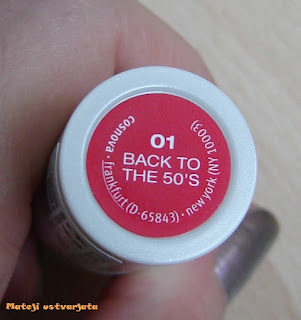 01
BACK TO
THE 50'S
cosnova · frankfurt (D-65843) · new york (NY 10003)
Mateji ustvarjata